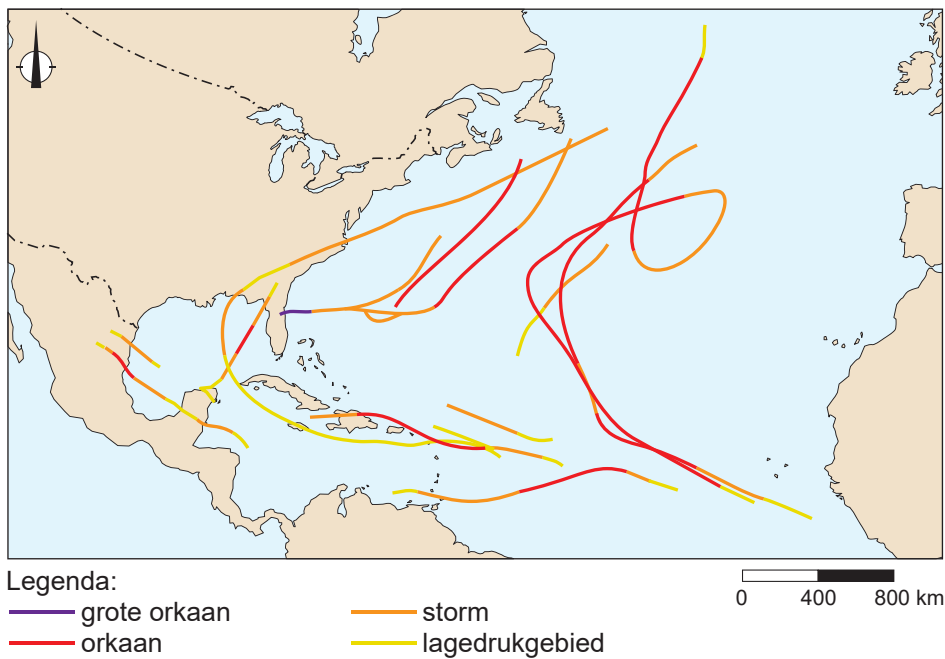 Legenda:
grote orkaan
orkaan
storm
lagedrukgebied
0 400 800 km